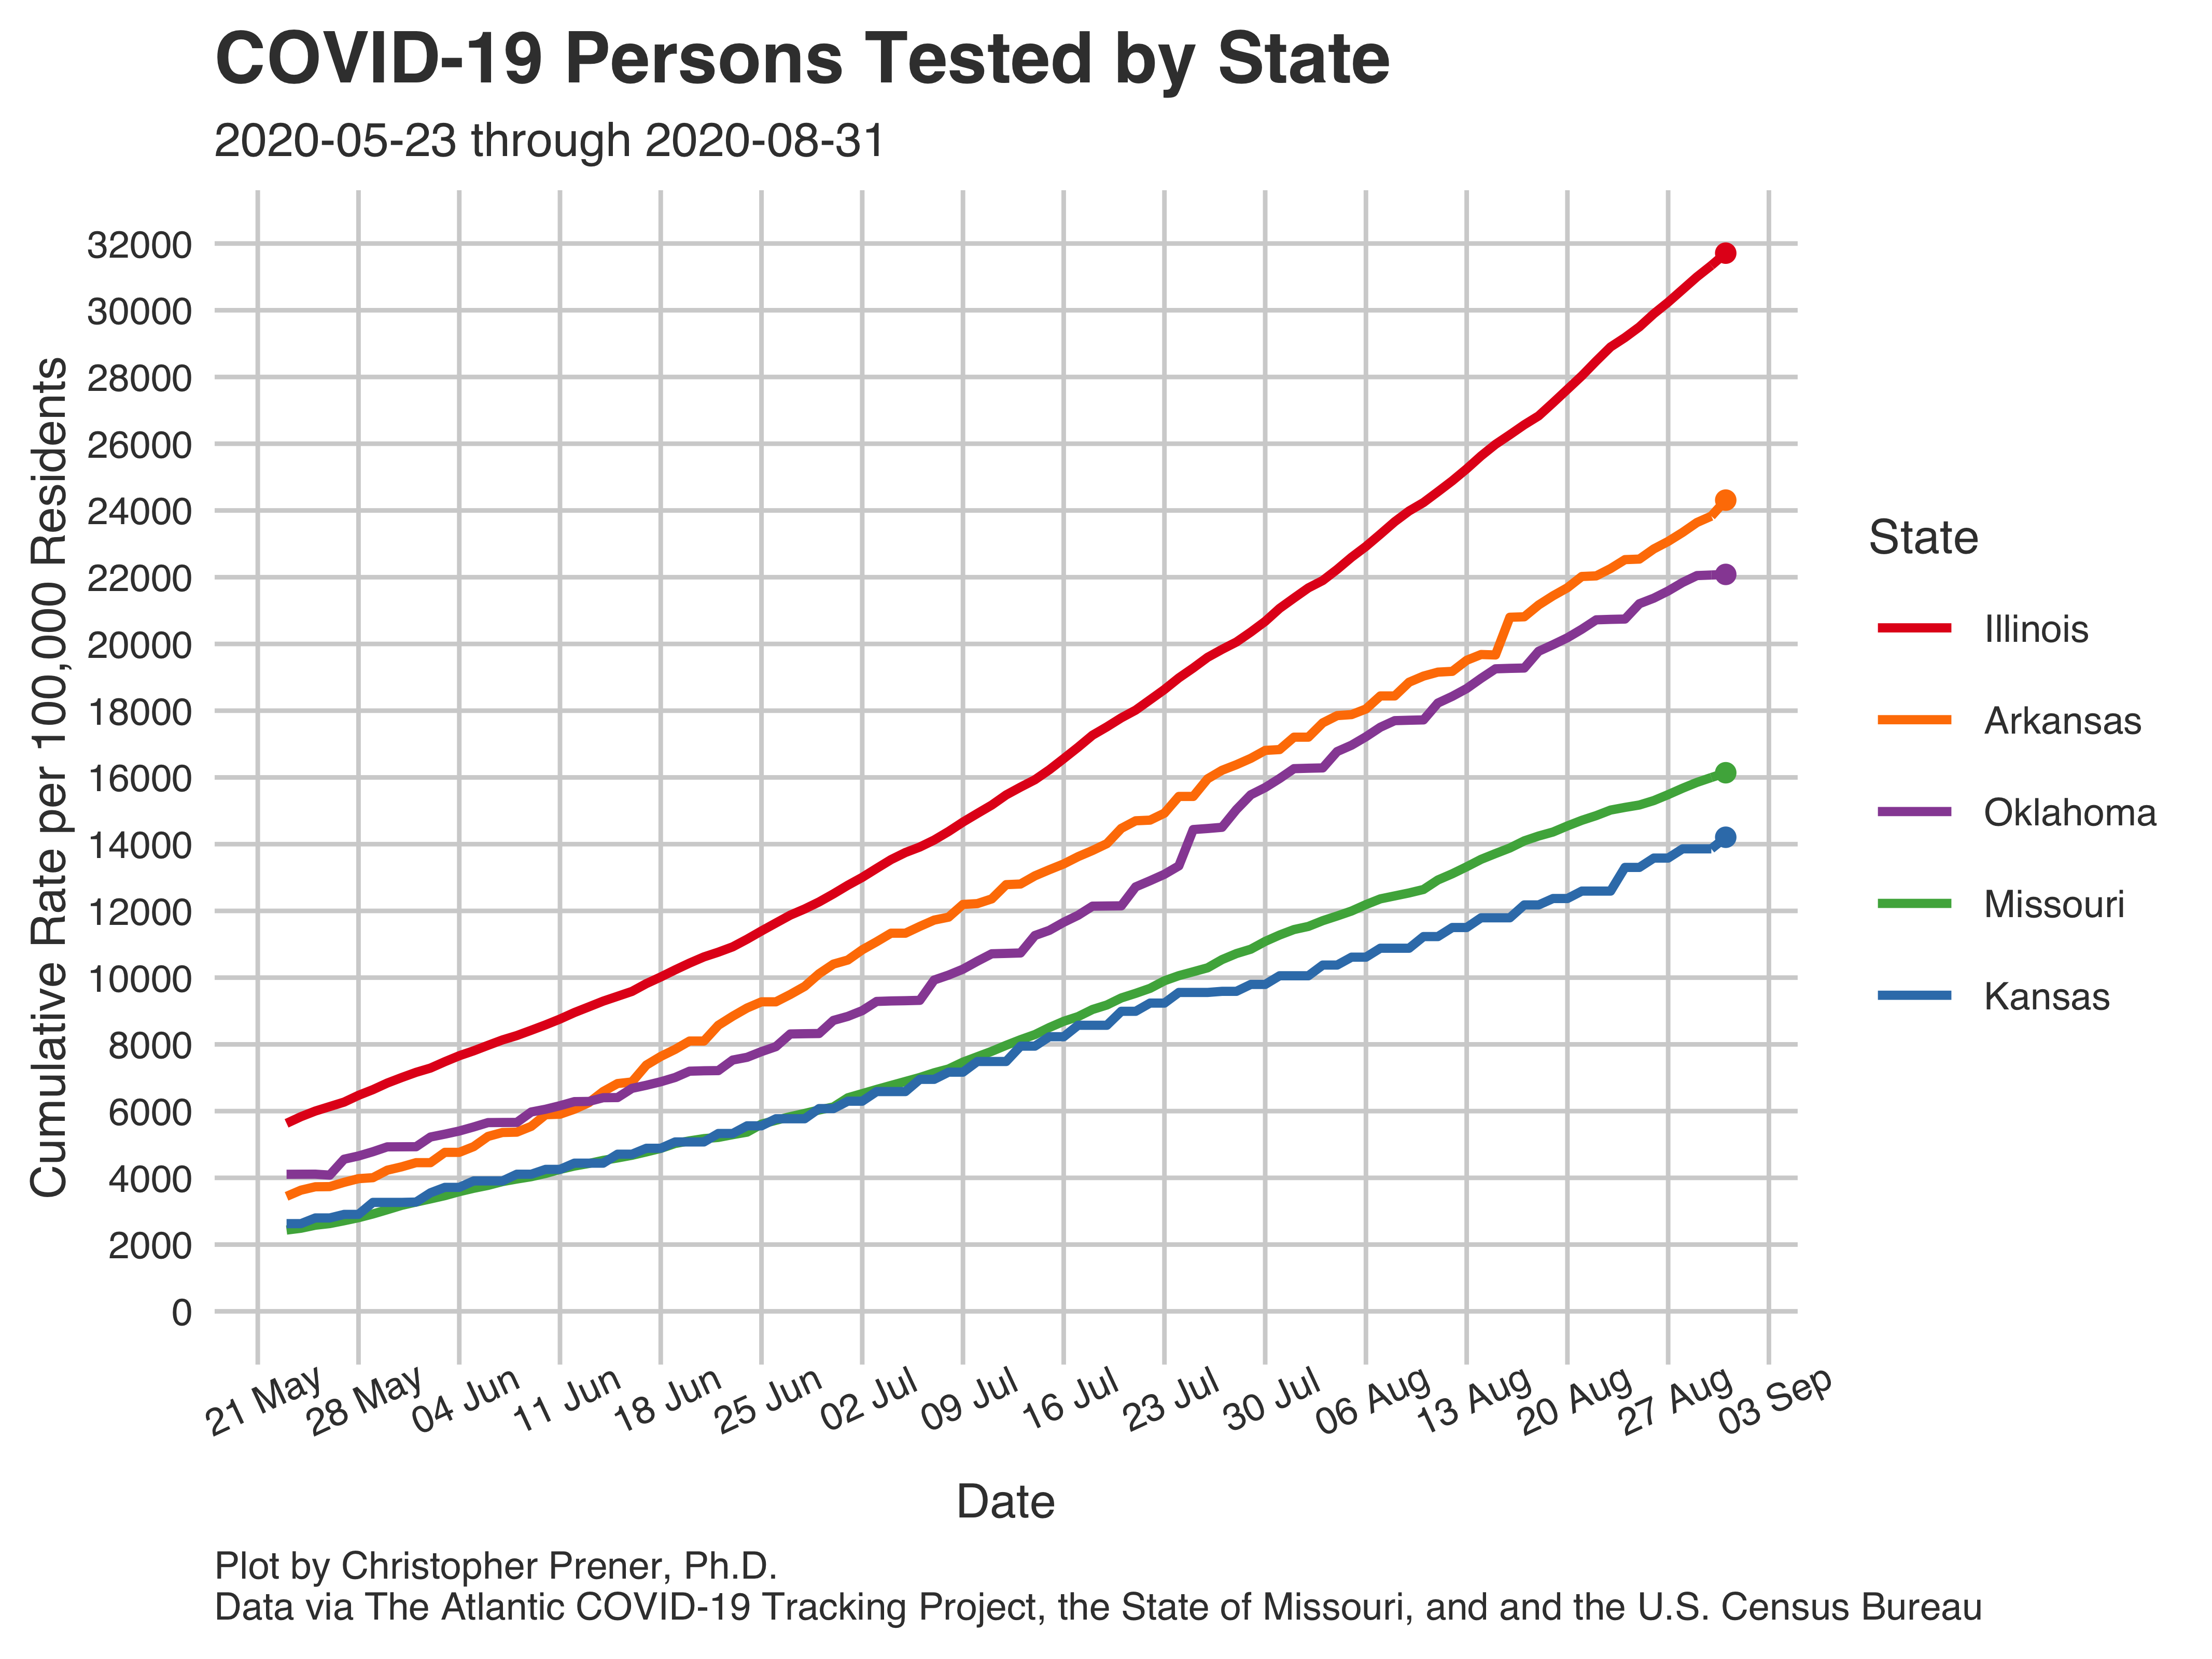 COVID-19 Persons Tested by State
2020-05-23 through 2020-08-31
Cumulative Rate per 100,000 Residents
32000
30000
28000
26000
24000
22000
20000
18000
16000
14000
12000
10000
8000
6000
4000
2000
0
21 May
28 May
04 Jun
11 Jun
18 Jun
25 Jun
02 Jul
09 Jul
16 Jul
23 Jul
30 Jul
06 Aug
13 Aug
20 Aug
27 Aug
03 Sep
Date
State
Illinois
Arkansas
Oklahoma
Missouri
Kansas
Plot by Christopher Prener, Ph.D.
Data via The Atlantic COVID-19 Tracking Project, the State of Missouri, and and the U.S. Census Bureau